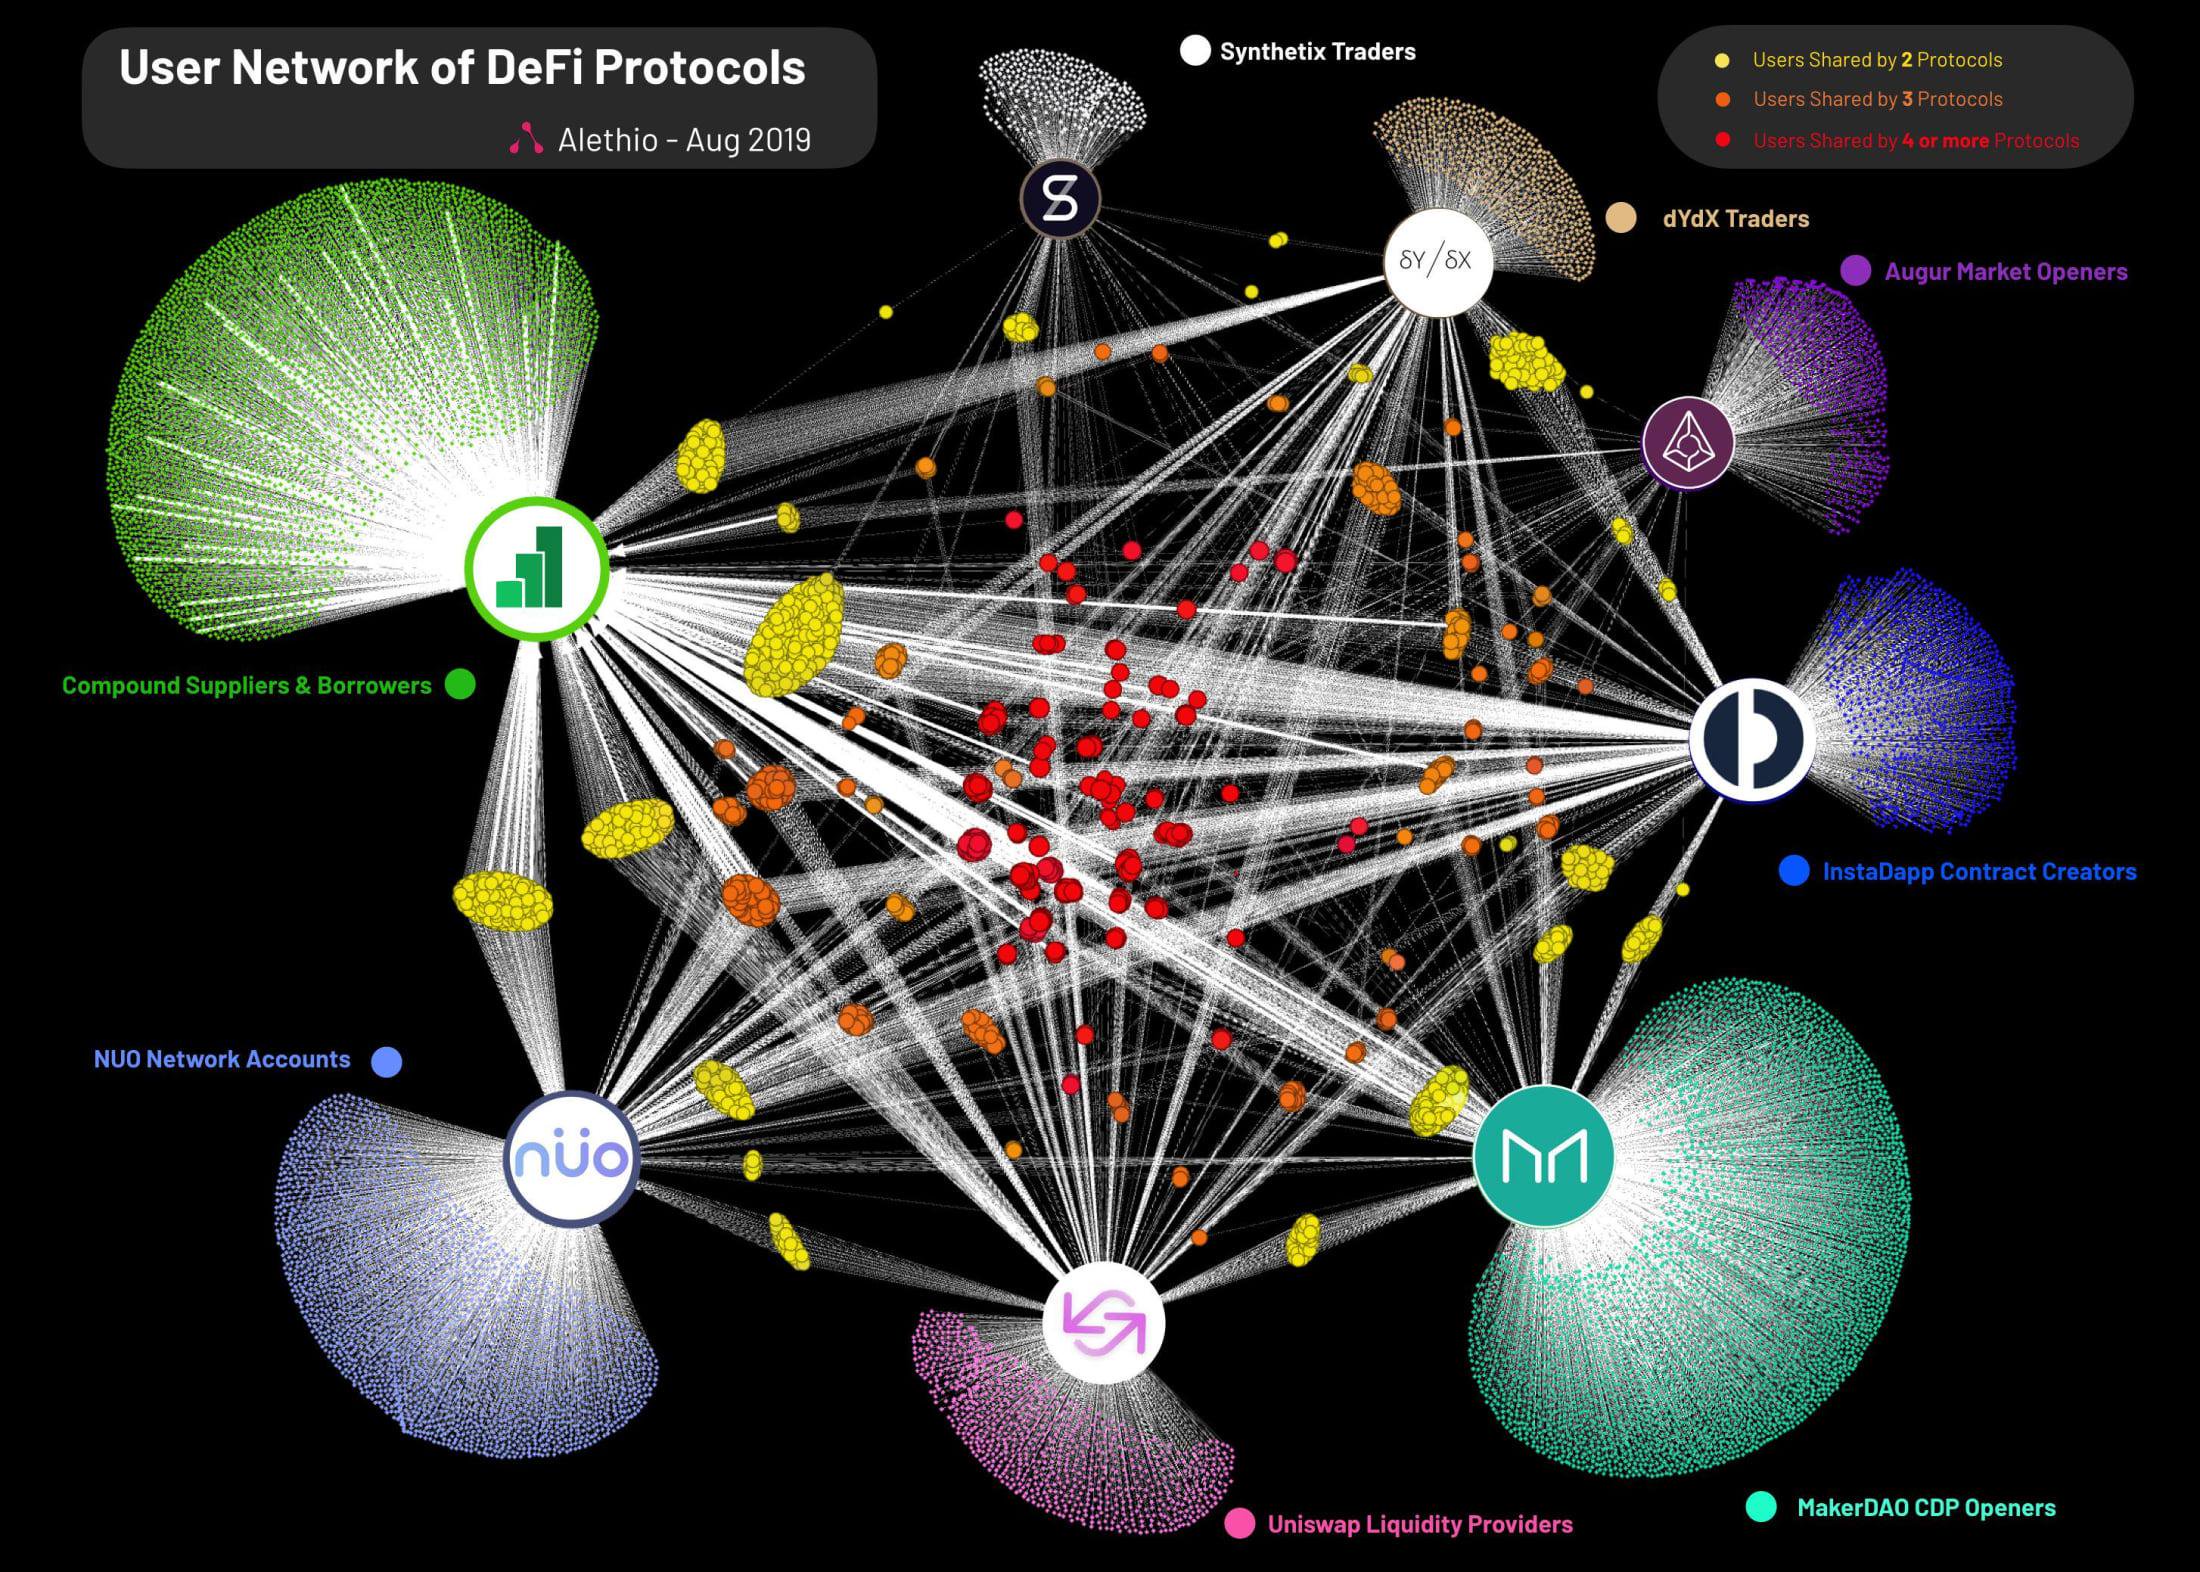 User Network of DeFi Protocols
Alethio - Aug 2019
Synthetix Traders
Users Shared by 2 Protocols
Users Shared by 3 Protocols
Users Shared by 4 or more Protocols
dYdX Traders
δY/δX
Augur Market Openers
Compound Suppliers & Borrowers
InstaDapp Contract Creators
NUO Network Accounts
nüo
MakerDAO CDP Openers
Uniswap Liquidity Providers